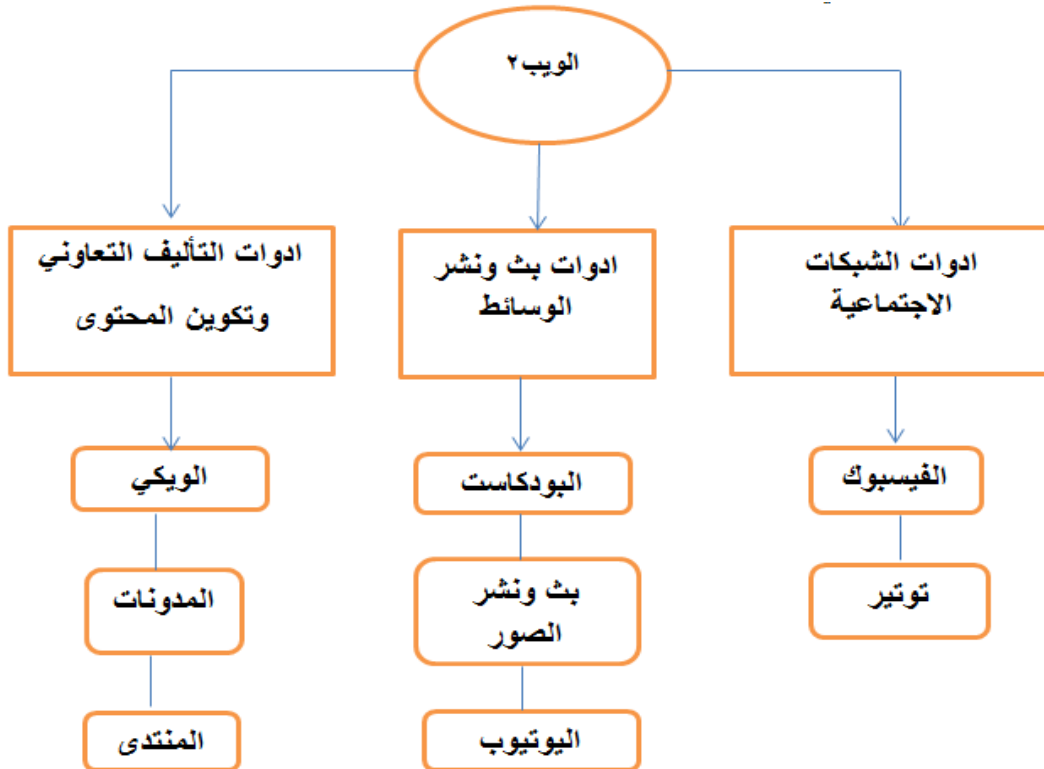 الويب٢
ادوات الشبكات
الاجتماعية
ادوات بث ونشر
الوسائط
ادوات التأليف التعاوني
وتكوين المحتوى
الفيسبوك
البودكاست
الويكي
توتير
بث ونشر
الصور
المدونات
اليوتيوب
المنتدى